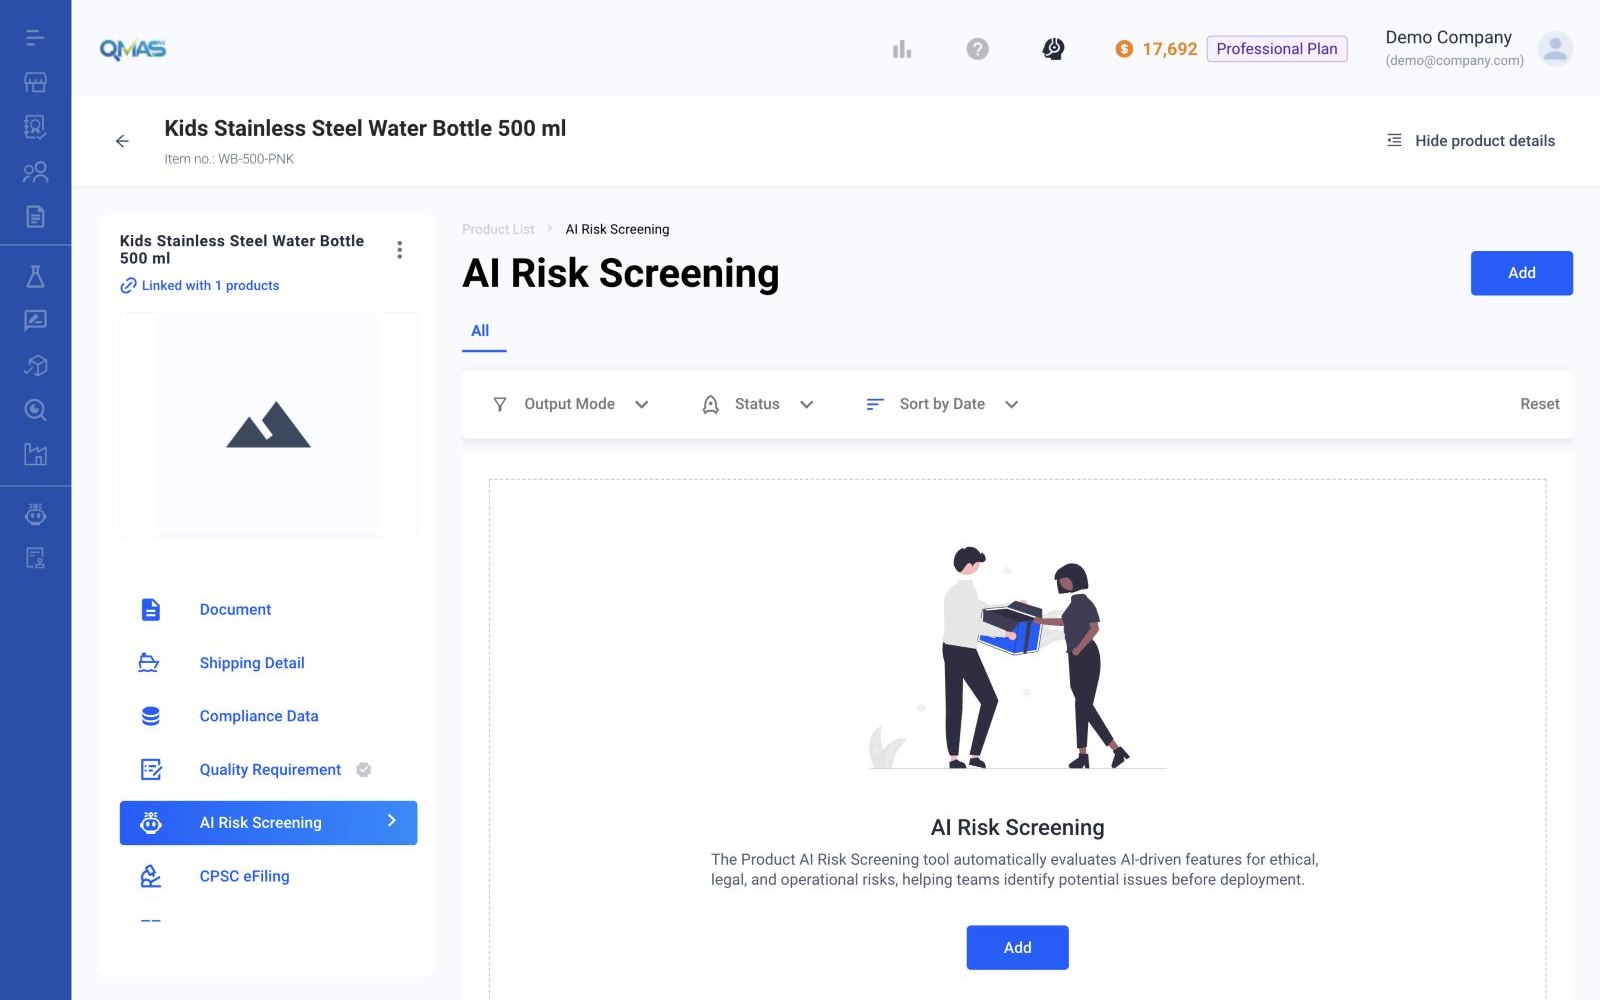 QMAS
17,692
Professional Plan
Demo Company
(demo@company.com)
Kids Stainless Steel Water Bottle 500 ml
Item no.: WB-500-PNK
Hide product details
Kids Stainless Steel Water Bottle
500 ml
Linked with 1 products
Document
Shipping Detail
Compliance Data
Quality Requirement
AI Risk Screening
CPSC eFiling
Product List > AI Risk Screening
AI Risk Screening
Add
All
Output Mode
Status
Sort by Date
Reset
AI Risk Screening
The Product AI Risk Screening tool automatically evaluates AI-driven features for ethical,
legal, and operational risks, helping teams identify potential issues before deployment.
Add